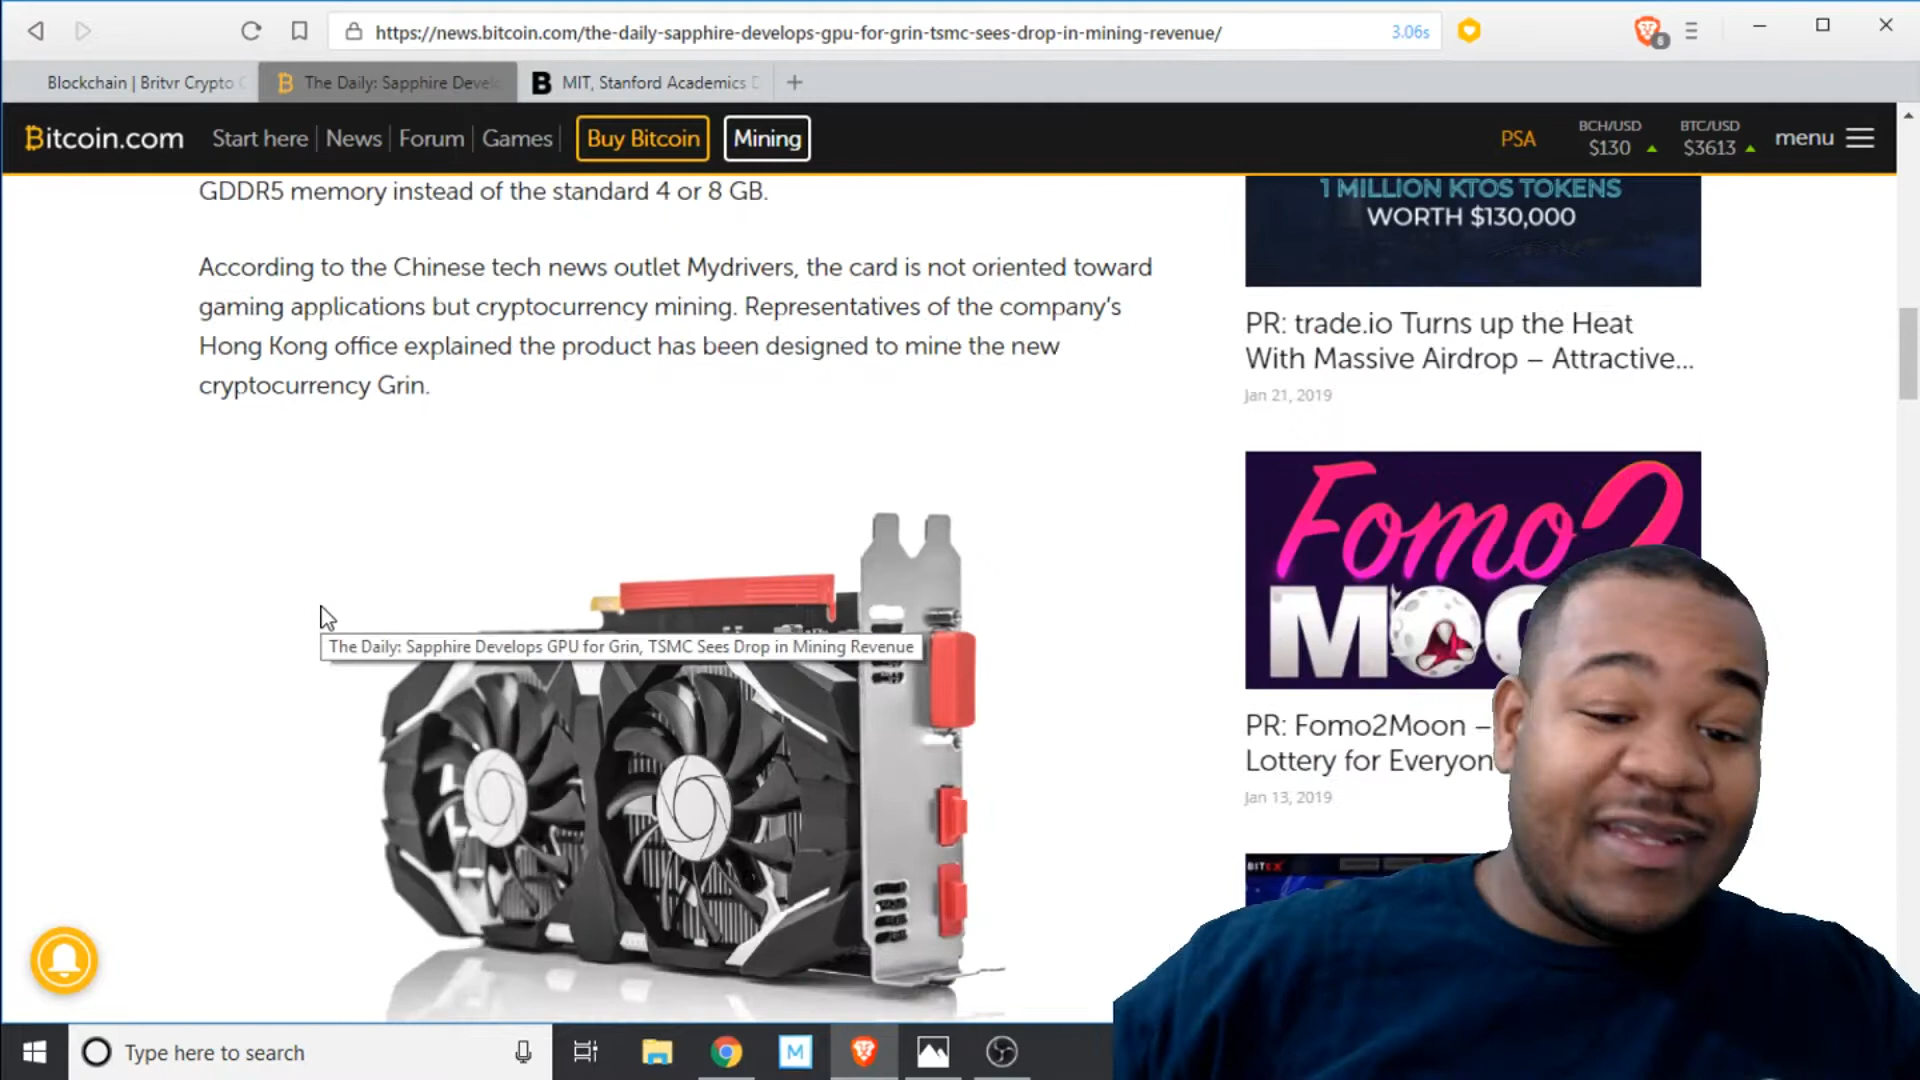 https://news.bitcoin.com/the-daily-sapphire-develops-gpu-for-grin-tsmc-sees-drop-in-mining-revenue/ 3.06s
6
Blockchain | Britvr Crypto
The Daily: Sapphire Devel
MIT, Stanford Academics D
Bitcoin.com Start here News Forum Games Buy Bitcoin Mining PSA BCH/USD $130 BTC/USD $3613 menu
GDDR5 memory instead of the standard 4 or 8 GB.
According to the Chinese tech news outlet Mydrivers, the card is not oriented toward
gaming applications but cryptocurrency mining. Representatives of the company's
Hong Kong office explained the product has been designed to mine the new
cryptocurrency Grin.
The Daily: Sapphire Develops GPU for Grin, TSMC Sees Drop in Mining Revenue
1 MILLION KTOS TOKENS
WORTH $130,000
PR: trade.io Turns up the Heat
With Massive Airdrop – Attractive...
Jan 21, 2019
Fomo2
MOO
PR: Fomo2Moon –
Lottery for Everyon
Jan 13, 2019
BITEX
Type here to search
M